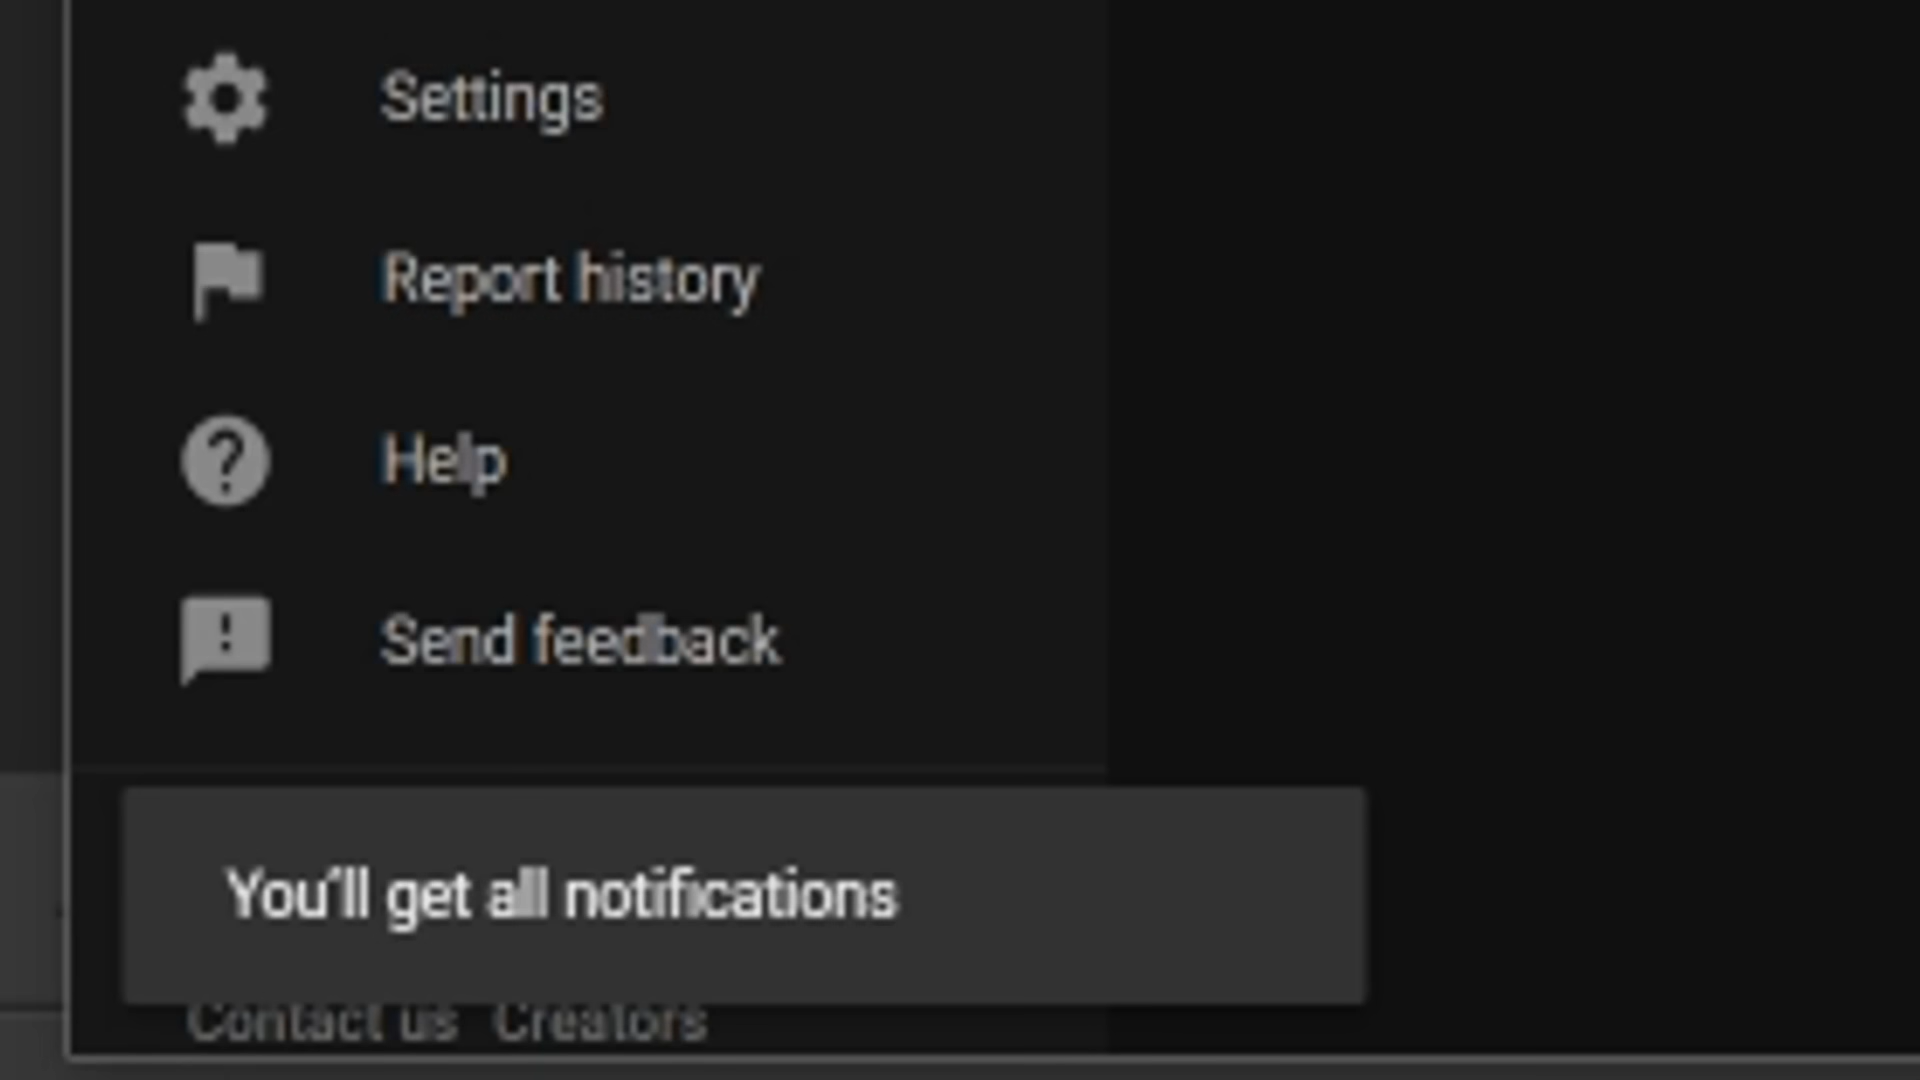 Settings
Report history
Help
Send feedback
You'll get all notifications
Contact us Creators